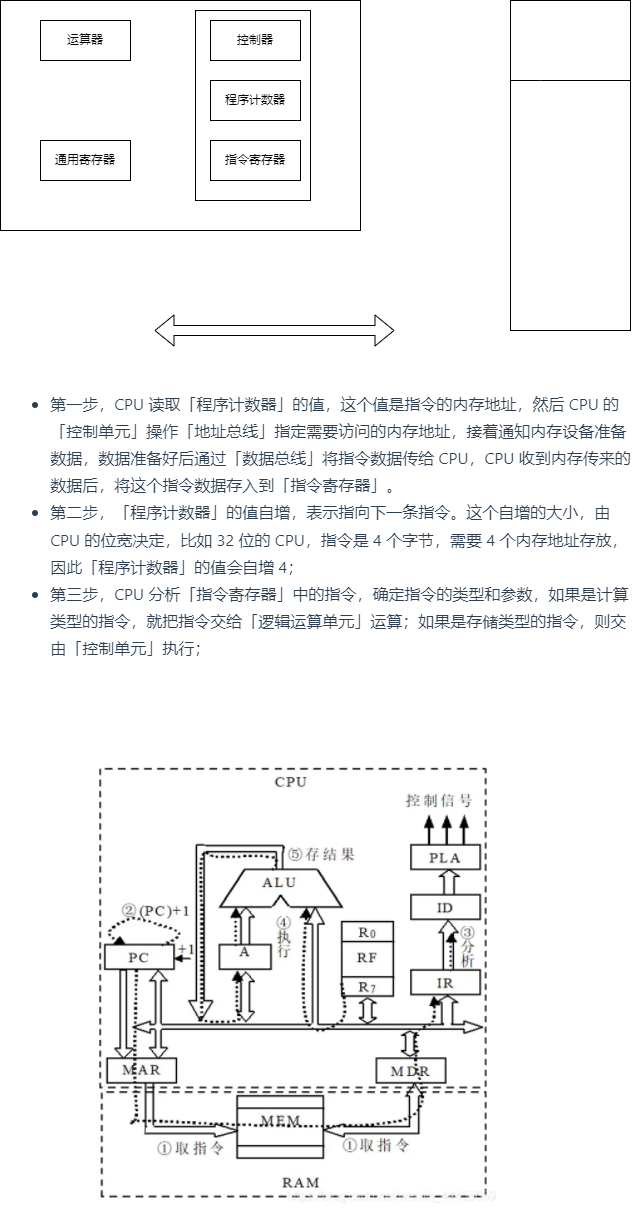 运算器
控制器
程序计数器
通用寄存器
指令寄存器
第一步，CPU 读取「程序计数器」的值，这个值是指令的内存地址，然后 CPU 的
「控制单元」操作「地址总线」指定需要访问的内存地址，接着通知内存设备准备
数据，数据准备好后通过「数据总线」将指令数据传给 CPU，CPU 收到内存传来的
数据后，将这个指令数据存入到「指令寄存器」。
第二步，「程序计数器」的值自增，表示指向下一条指令。这个自增的大小，由
CPU 的位宽决定，比如 32 位的 CPU，指令是 4 个字节，需要 4 个内存地址存放，
因此「程序计数器」的值会自增 4；
第三步，CPU 分析「指令寄存器」中的指令，确定指令的类型和参数，如果是计算
类型的指令，就把指令交给「逻辑运算单元」运算；如果是存储类型的指令，则交
由「控制单元」执行；
CPU
控制信号
⑤存结果
PLA
ALU
ID
②(PC)+1
④执行
R0
③分析
+1
PC
A
RF
R7
IR
MAR
MDR
MEM
①取指令
①取指令
RAM